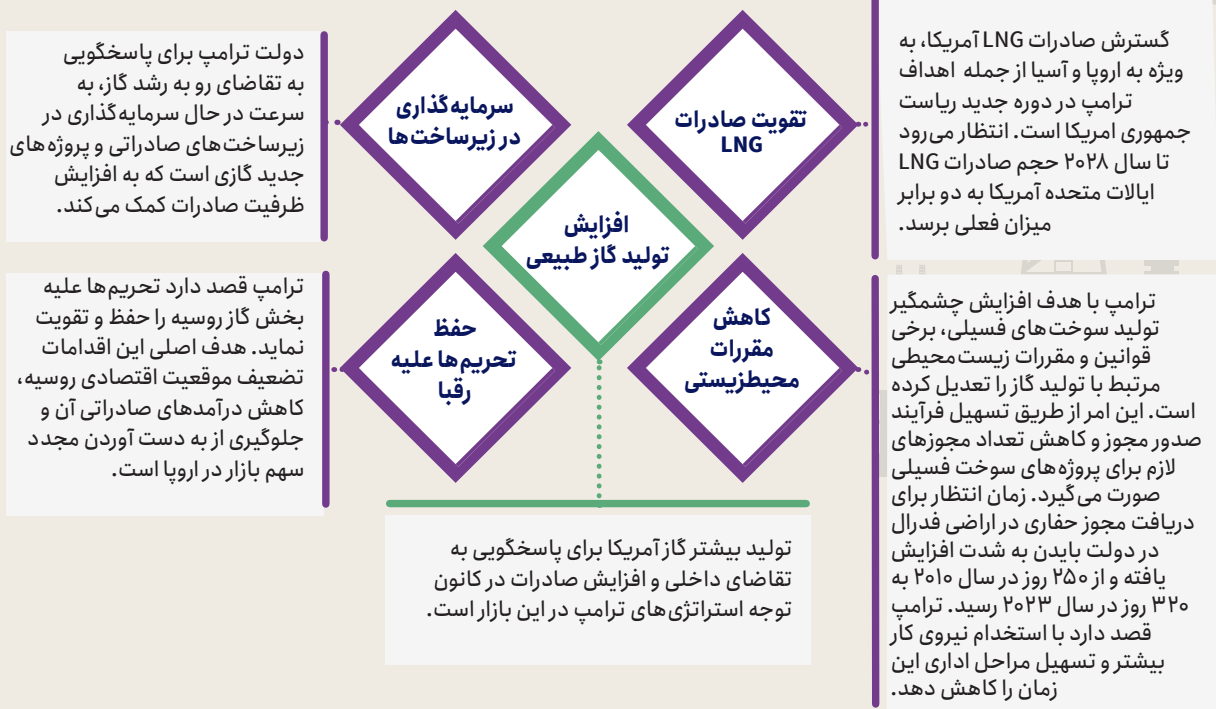 تقویت صادرات
LNG
گسترش صادرات LNG آمریکا، به
ویژه به اروپا و آسیا از جمله اهداف
ترامپ در دوره جدید ریاست
جمهوری امریکا است. انتظار می‌رود
تا سال ۲۰۲۸ حجم صادرات LNG
ایالات متحده آمریکا به دو برابر
میزان فعلی برسد.
سرمایه‌گذاری
در زیرساخت‌ها
دولت ترامپ برای پاسخگویی
به تقاضای رو به رشد گاز، به
سرعت در حال سرمایه‌گذاری در
زیرساخت‌های صادراتی و پروژه‌های
جدید گازی است که به افزایش
ظرفیت صادرات کمک می‌کند.
افزایش
تولید گاز طبیعی
کاهش
مقررات
محیطزیستی
ترامپ با هدف افزایش چشمگیر
تولید سوخت‌های فسیلی، برخی
قوانین و مقررات زیست‌محیطی
مرتبط با تولید گاز را تعدیل کرده
است. این امر از طریق تسهیل فرآیند
صدور مجوز و کاهش تعداد مجوزهای
لازم برای پروژه‌های سوخت فسیلی
صورت می‌گیرد. زمان انتظار برای
دریافت مجوز حفاری در اراضی فدرال
در دولت بایدن به شدت افزایش
یافته و از ۲۵۰ روز در سال ۲۰۱۰ به
۳۲۰ روز در سال ۲۰۲۳ رسید. ترامپ
قصد دارد با استخدام نیروی کار
بیشتر و تسهیل مراحل اداری این
زمان را کاهش دهد.
حفظ
تحریم‌ها علیه
رقبا
ترامپ قصد دارد تحریم‌ها علیه
بخش گاز روسیه را حفظ و تقویت
نماید. هدف اصلی این اقدامات
تضعیف موقعیت اقتصادی روسیه،
کاهش درآمدهای صادراتی آن و
جلوگیری از به دست آوردن مجدد
سهم بازار در اروپا است.
تولید بیشتر گاز آمریکا برای پاسخگویی به
تقاضای داخلی و افزایش صادرات در کانون
توجه استراتژی‌های ترامپ در این بازار است.